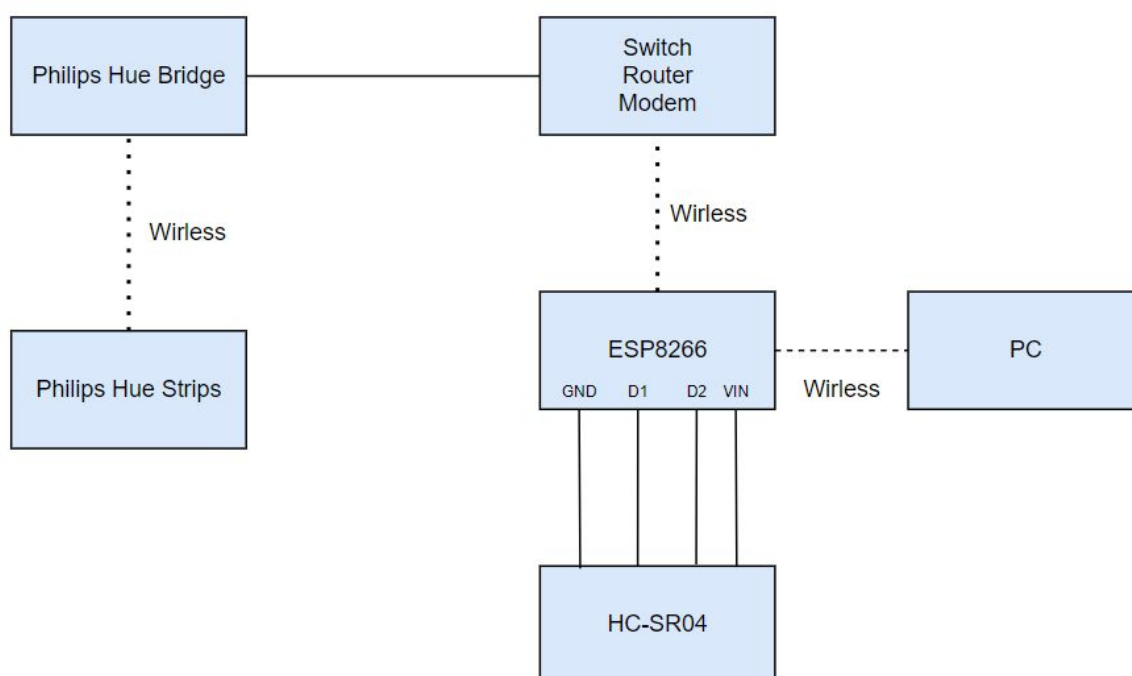 Philips Hue Bridge
Switch
Router
Modem
Wirless
Wirless
Philips Hue Strips
ESP8266
GND D1 D2 VIN
Wirless
PC
HC-SR04